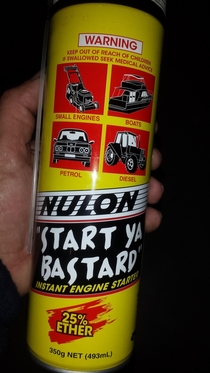 WARNING
KEEP OUT OF REACH OF CHILDREN
IF SWALLOWED SEEK MEDICAL ADVICE
SMALL ENGINES
BOATS
PETROL
DIESEL
NULON
"START YA
BASTARD"
INSTANT ENGINE STARTER
25%
ETHER
350g NET (493mL)